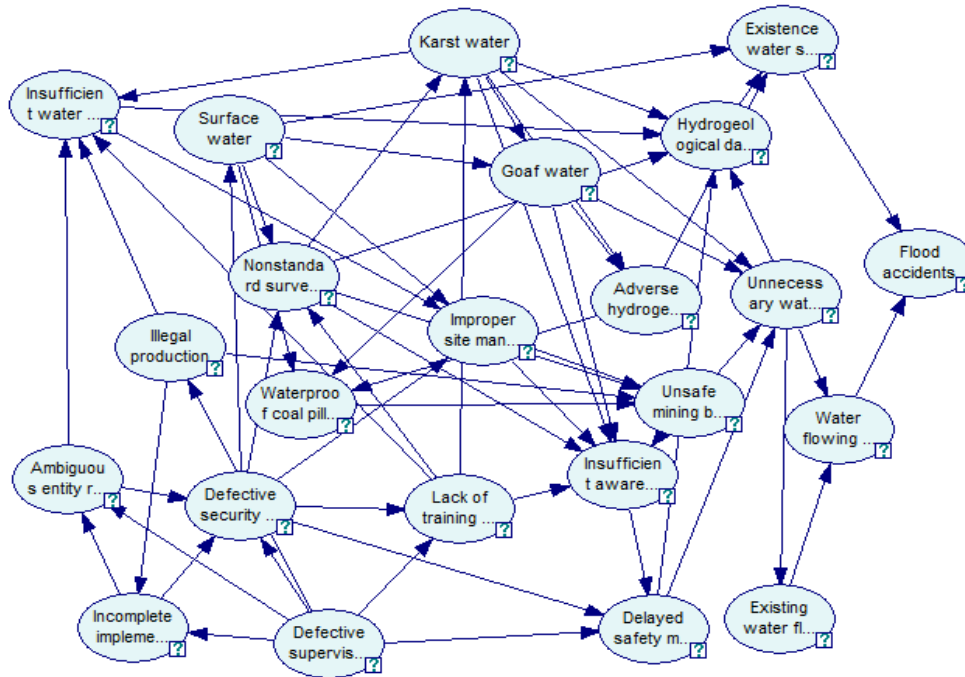 Karst water
?
Existence
water s...
?
Insufficien
t water ...
?
Surface
water
?
Hydrogeol
ogical da...
?
Goaf water
?
Flood
accidents
?
Nonstanda
rd surve...
?
Adverse
hydroge...
?
Unnecess
ary wat...
?
Improper
site man...
?
Illegal
production
?
Waterproo
f coal pill...
?
Unsafe
mining b...
?
Water
flowing ...
?
Insufficien
t aware...
?
Ambiguou
s entity r...
?
Defective
security ...
?
Lack of
training ...
?
Incomplete
impleme...
?
Defective
supervis...
?
Delayed
safety m...
?
Existing
water fl...
?